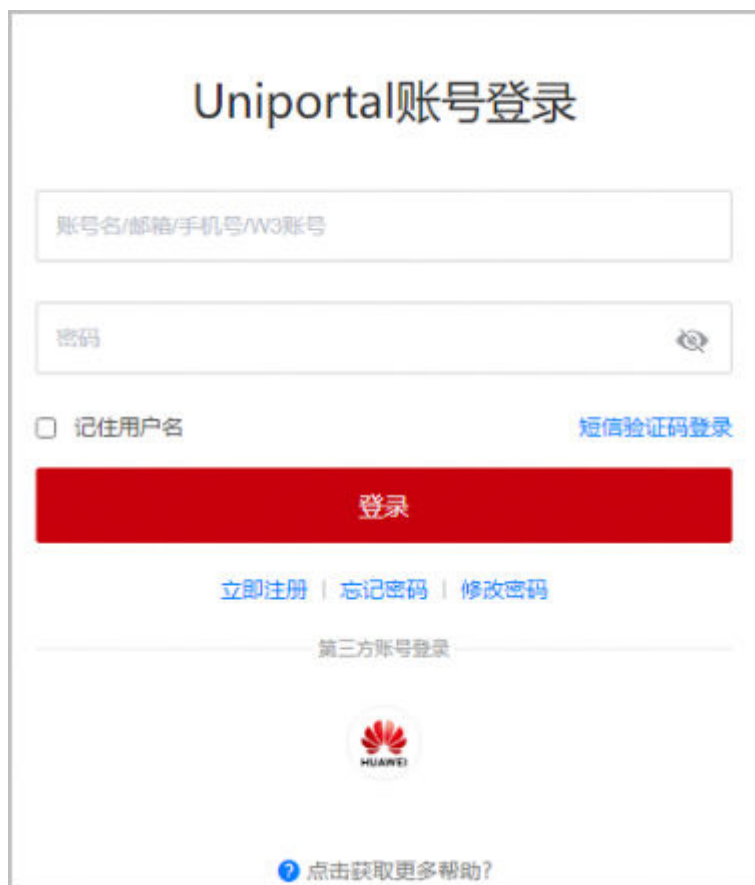 Uniportal账号登录
账号名/邮箱/手机号/W3账号
密码
记住用户名 短信验证码登录
登录
立即注册 | 忘记密码 | 修改密码
第三方账号登录
HUAWEI
? 点击获取更多帮助?